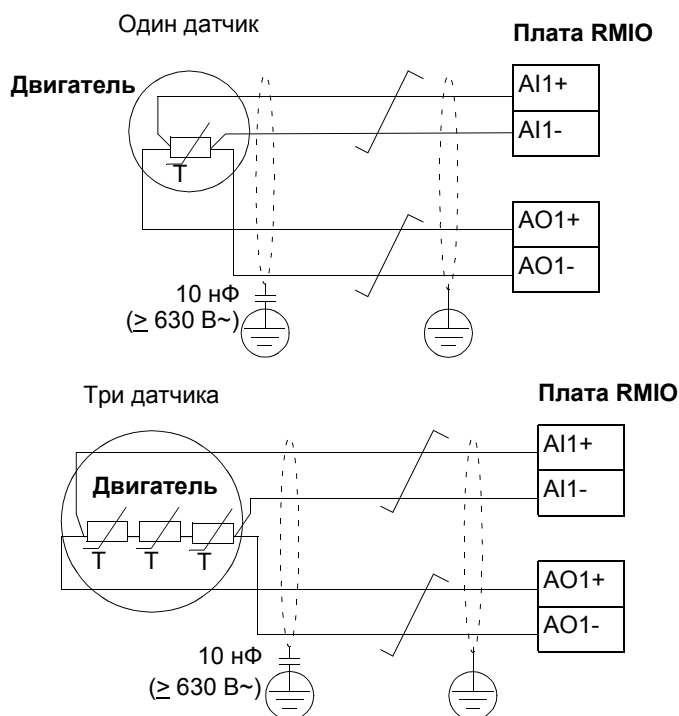 Один датчик
Плата RMIO
Двигатель
AI1+
AI1-
T
AO1+
AO1-
10 нФ
(≥ 630 В~)
Три датчика
Плата RMIO
AI1+
AI1-
Двигатель
T T T
AO1+
AO1-
10 нФ
(≥ 630 В~)